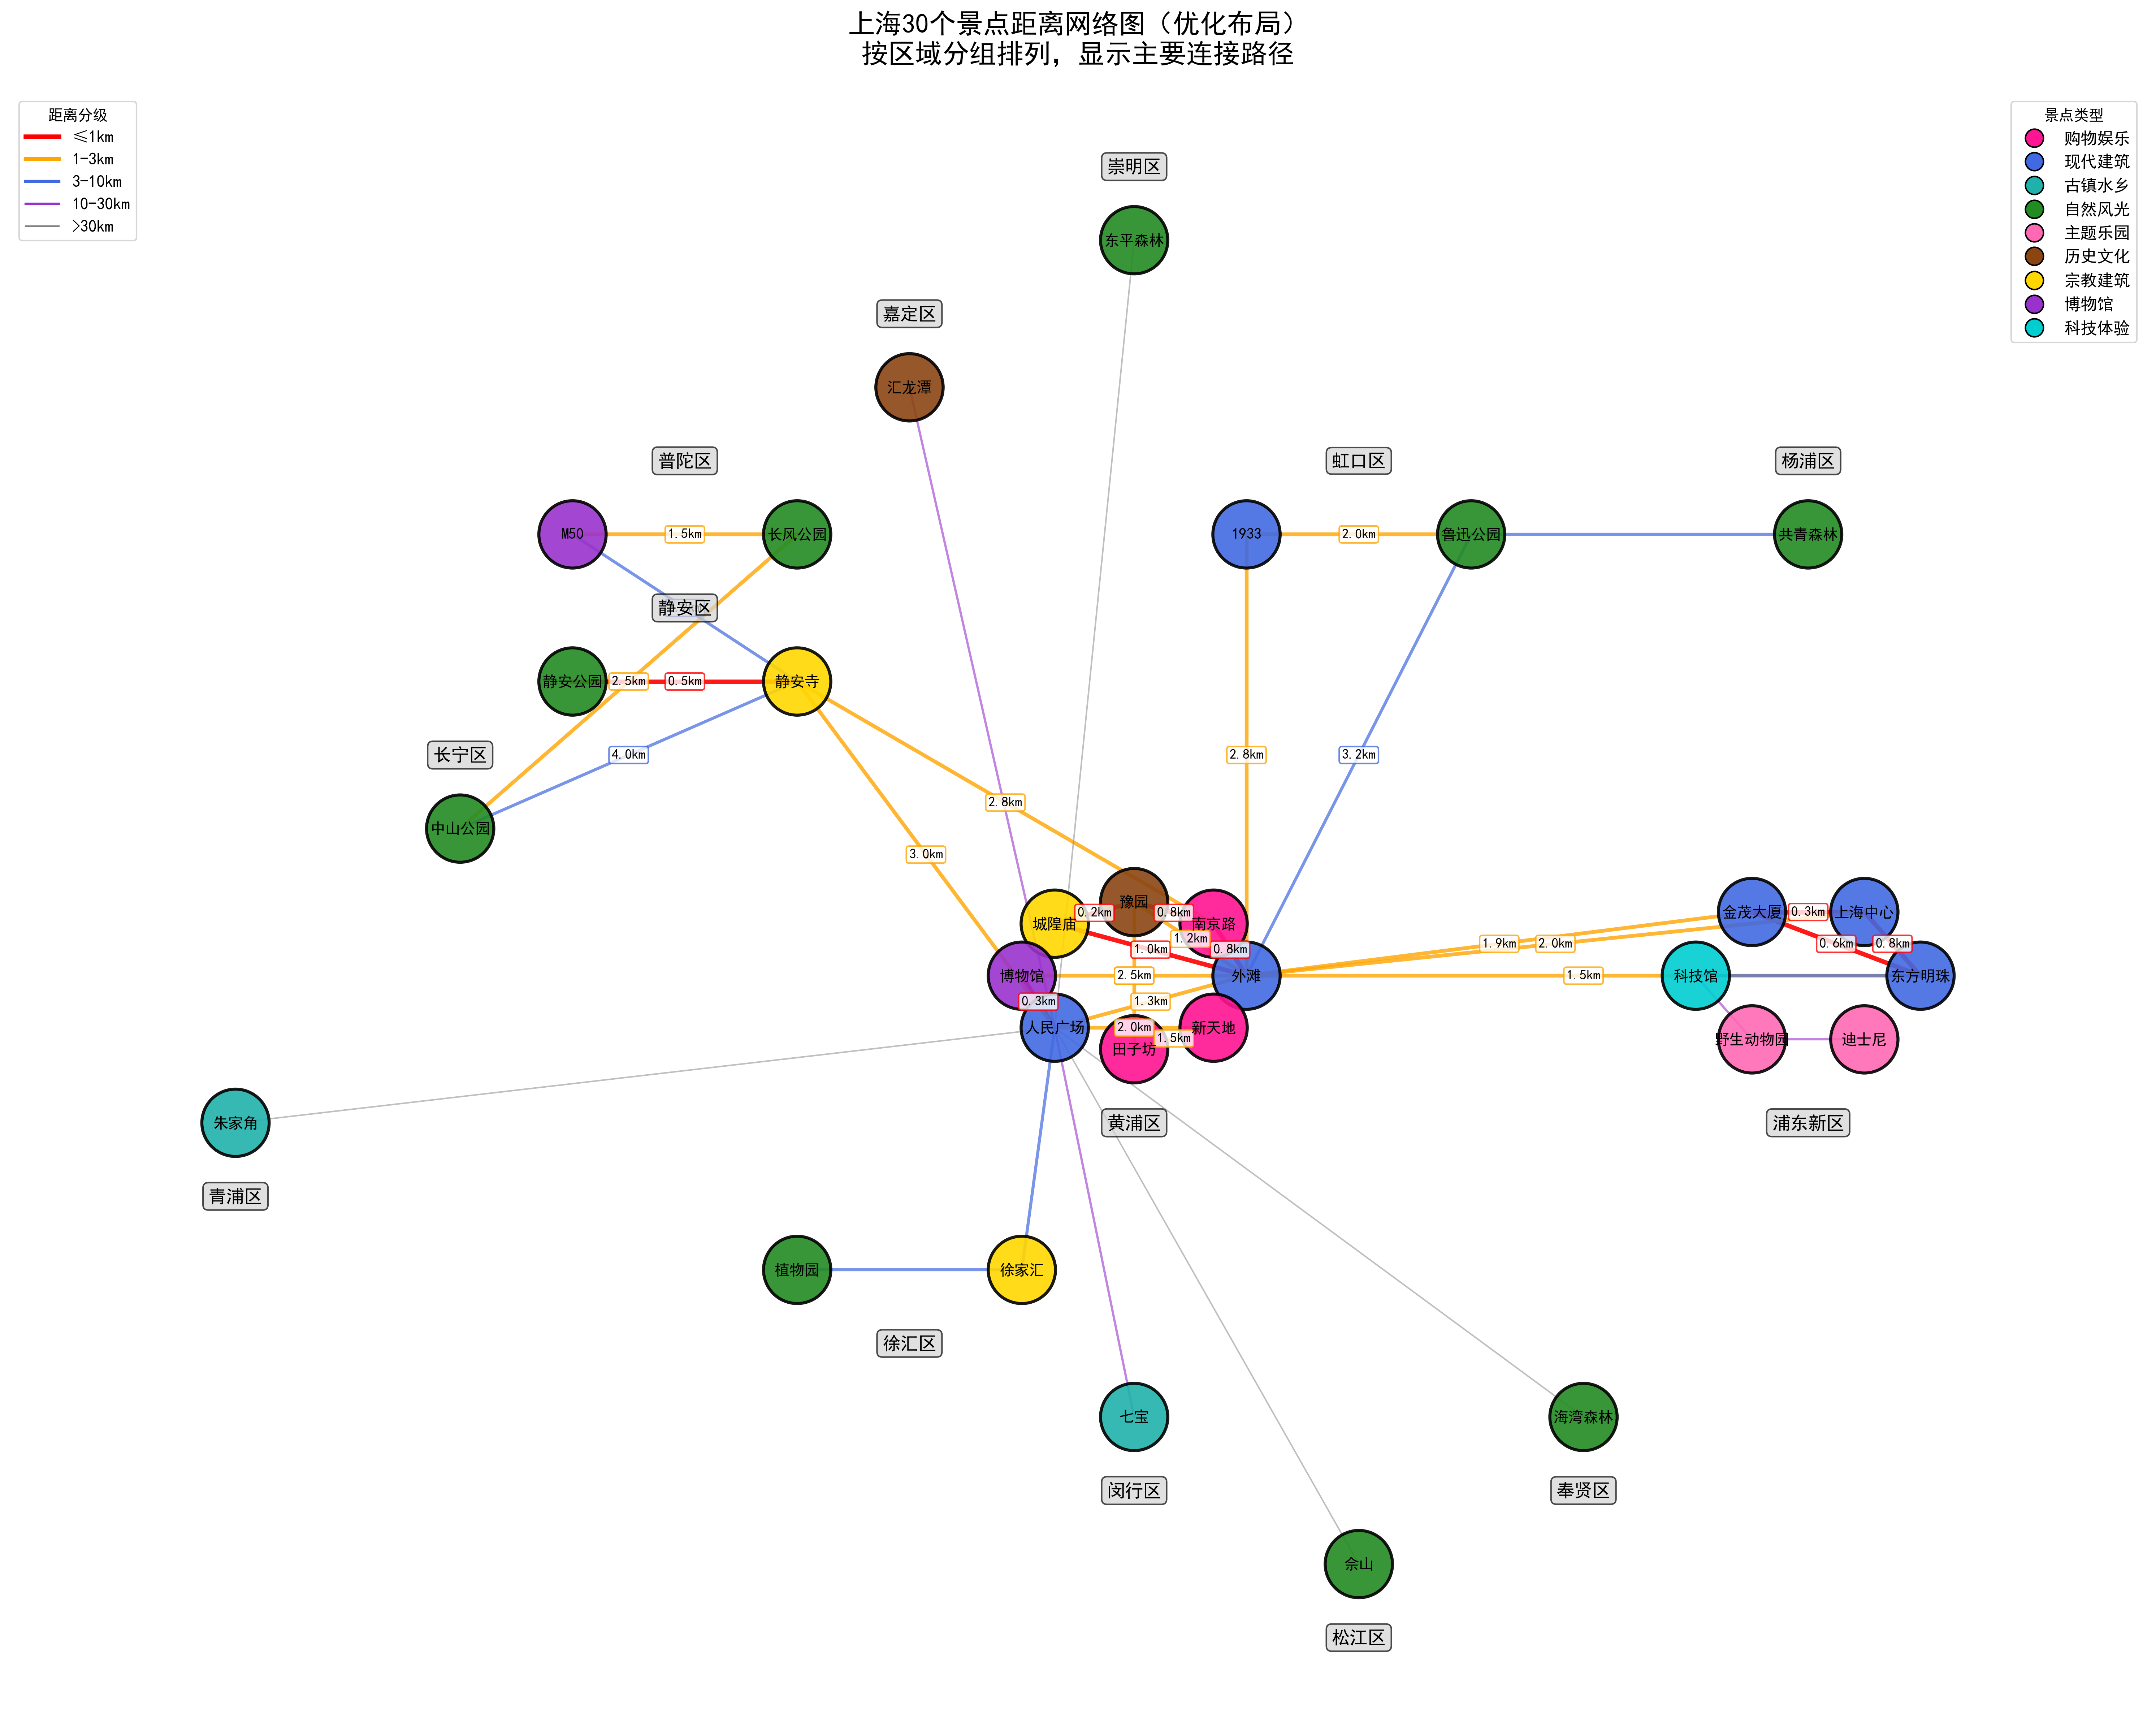 上海30个景点距离网络图（优化布局）
按区域分组排列，显示主要连接路径
距离分级
≤1km
1-3km
3-10km
10-30km
>30km
景点类型
购物娱乐
现代建筑
古镇水乡
自然风光
主题乐园
历史文化
宗教建筑
博物馆
科技体验
崇明区
东平森林
嘉定区
汇龙潭
普陀区
虹口区
杨浦区
M50
1.5km
长风公园
1933
2.0km
鲁迅公园
共青森林
静安区
静安公园
2.5km
0.5km
静安寺
长宁区
4.0km
2.8km
3.2km
2.8km
中山公园
3.0km
豫园
0.2km
0.8km
金茂大厦
0.3km
上海中心
城隍庙
南京路
1.2km
1.0km
0.8km
1.9km
2.0km
0.6km
0.8km
博物馆
2.5km
外滩
1.5km
科技馆
东方明珠
0.3km
1.3km
人民广场
2.0km
新天地
1.5km
田子坊
野生动物园
迪士尼
朱家角
黄浦区
浦东新区
青浦区
植物园
徐家汇
徐汇区
七宝
海湾森林
闵行区
奉贤区
佘山
松江区